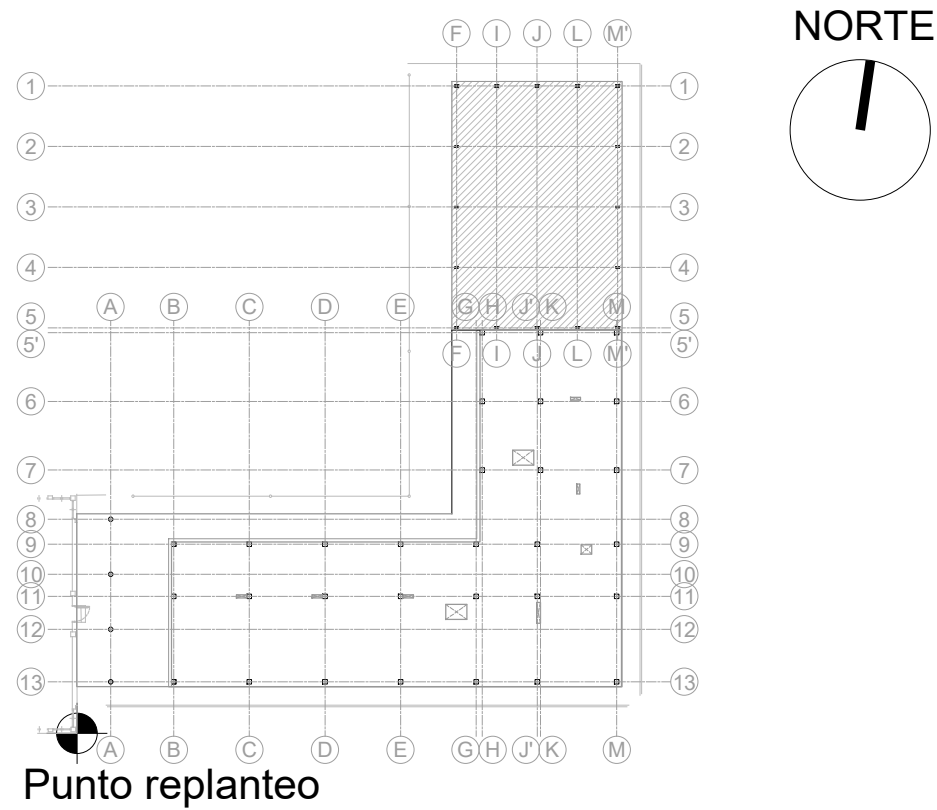 NORTE
F I J L M'
1 1
2 2
3 3
4 4
A B C D E G H J' K M
5 5
5' 5'
F I J L M'
6 6
7 7
8 8
9 9
10 10
11 11
12 12
13 13
A B C D E G H J' K M
Punto replanteo